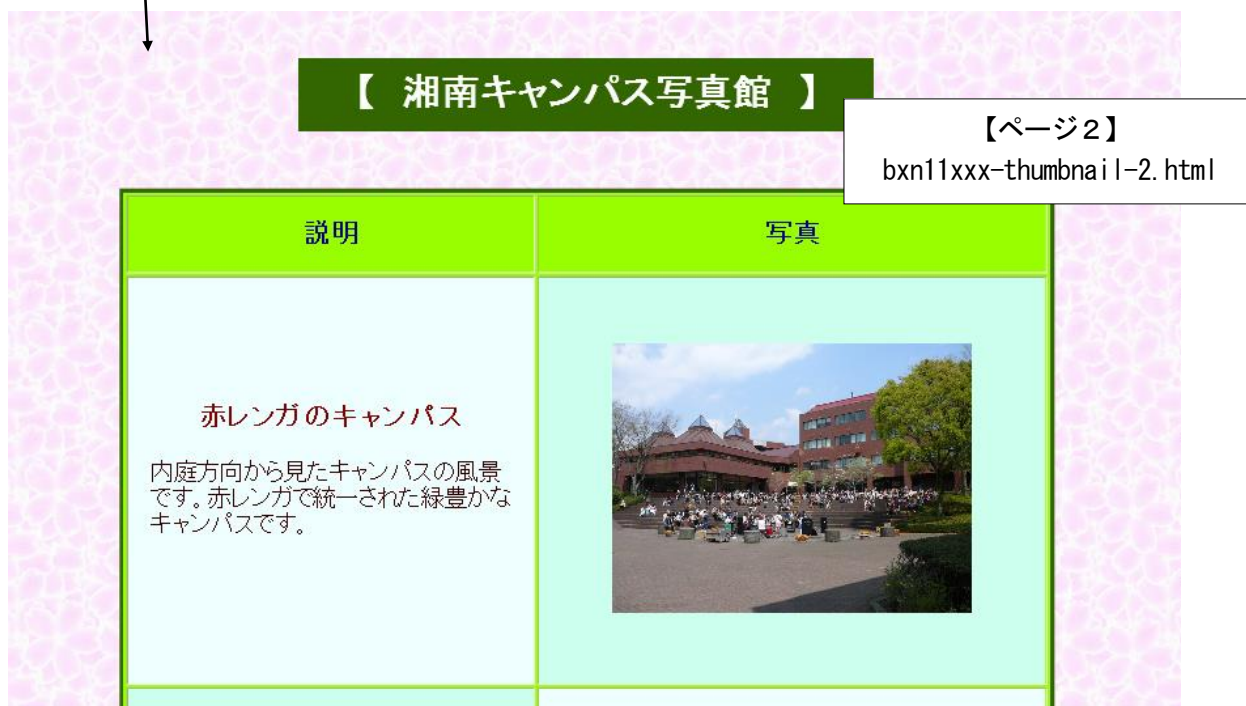 【 湘南キャンパス写真館 】
【ページ２】
bxn11xxx-thumbnail-2.html
説明
写真
赤レンガのキャンパス
内庭方向から見たキャンパスの風景
です。赤レンガで統一された緑豊かな
キャンパスです。